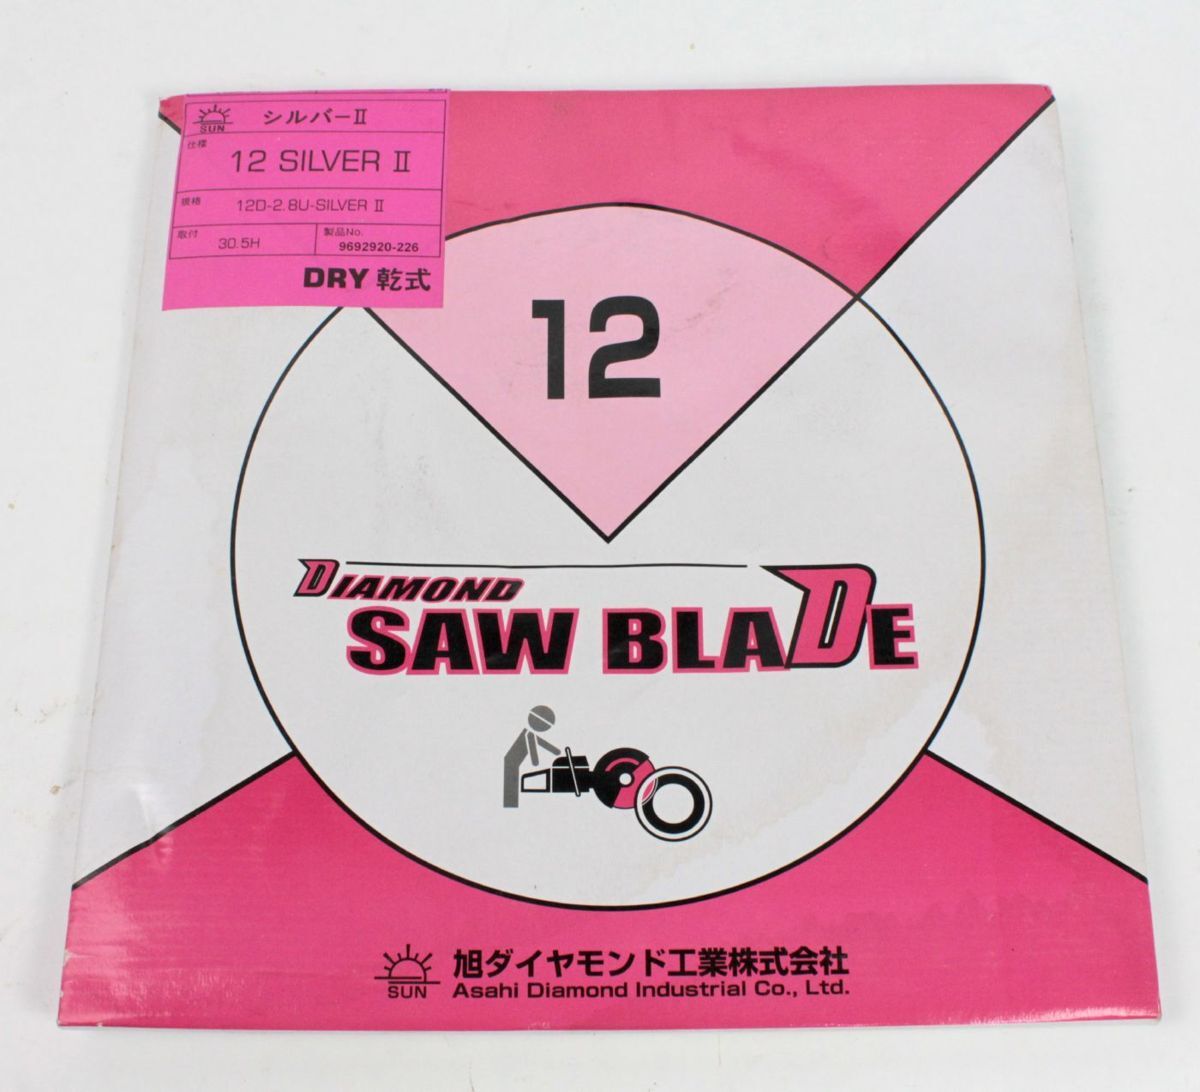 SUN
シルバーⅡ
仕様
12 SILVER Ⅱ
規格
12D-2.8U-SILVER Ⅱ
取付
30.5H
製品No.
9692920-226
DRY 乾式
12
DIAMOND
SAW BLADE
SUN
旭ダイヤモンド工業株式会社
Asahi Diamond Industrial Co., Ltd.